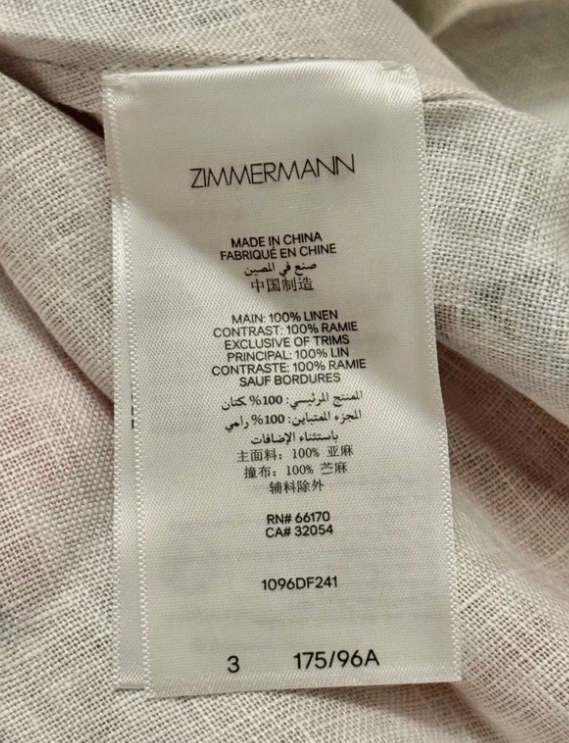 ZIMMERMANN
MADE IN CHINA
FABRIQUÉ EN CHINE
صنع في الصين
中国制造
MAIN: 100% LINEN
CONTRAST: 100% RAMIE
EXCLUSIVE OF TRIMS
PRINCIPAL: 100% LIN
CONTRASTE: 100% RAMIE
SAUF BORDURES
المنتج الرئيسي: 100% كتان
الجزء المتباين: 100% رامي
باستثناء الإضافات
主面料: 100% 亚麻
撞布: 100% 苎麻
辅料除外
RN# 66170
CA# 32054
1096DF241
3 175/96A